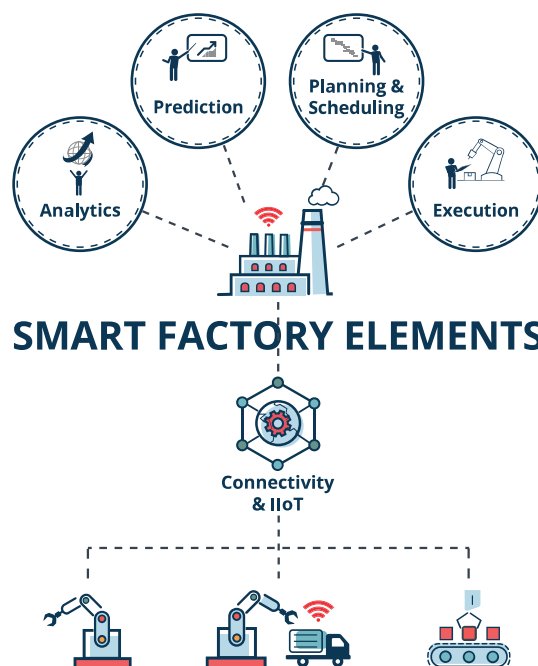 Prediction
Planning &
Scheduling
Analytics
Execution
SMART FACTORY ELEMENTS
Connectivity
& IIoT